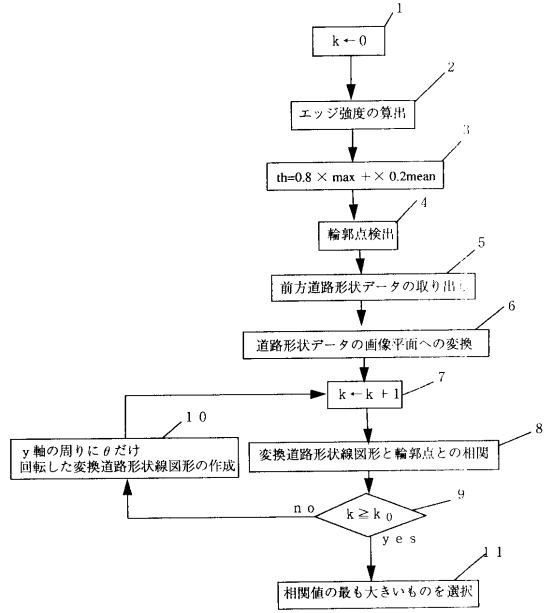 1
k←0
2
エッジ強度の算出
3
th=0.8 × max +× 0.2mean
4
輪郭点検出
5
前方道路形状データの取り出し
6
道路形状データの画像平面への変換
7
k←k+1
8
変換道路形状線図形と輪郭点との相関
10
y軸の周りにθだけ
回転した変換道路形状線図形の作成
9
k≧k₀
no
yes
11
相関値の最も大きいものを選択